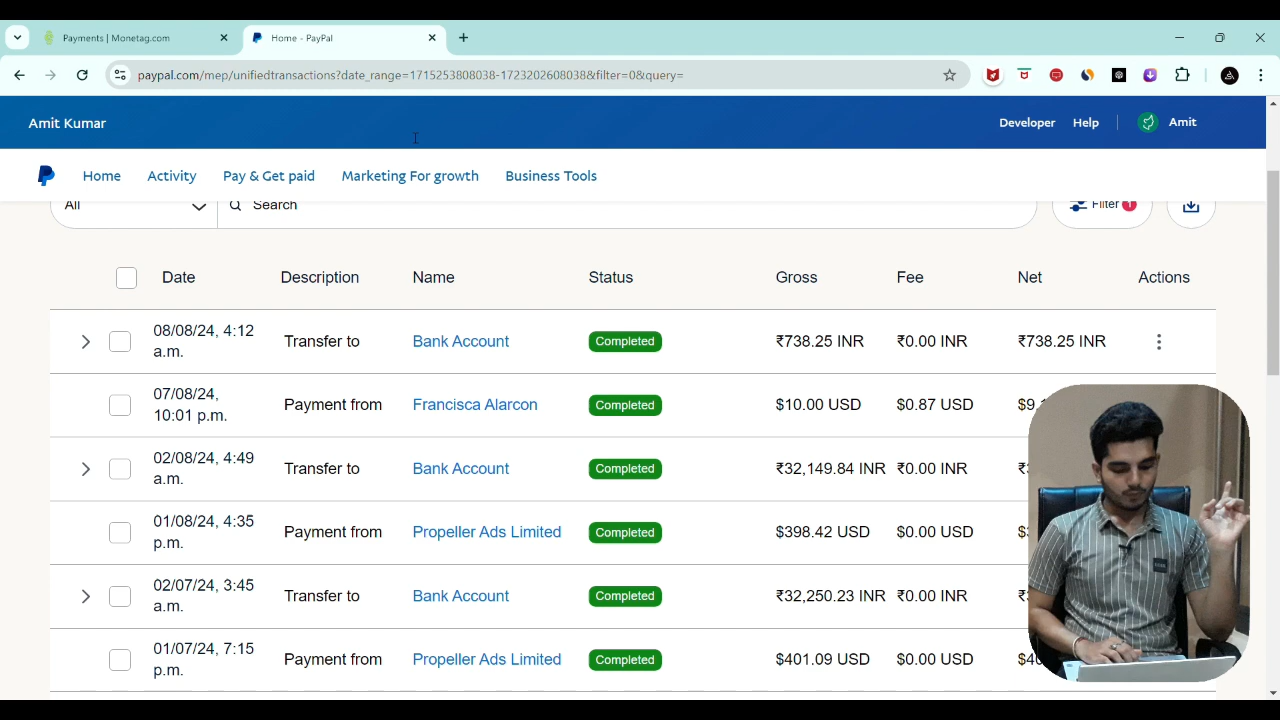 Payments | Monetag.com
Home - PayPal
paypal.com/mep/unifiedtransactions?date_range=1715253808038-1723202608038&filter=0&query=
Amit Kumar
Developer Help Amit
Home Activity Pay & Get paid Marketing For growth Business Tools
All Search Filter 1
Date Description Name Status Gross Fee Net Actions
08/08/24, 4:12 a.m. Transfer to Bank Account Completed ₹738.25 INR ₹0.00 INR ₹738.25 INR
07/08/24, 10:01 p.m. Payment from Francisca Alarcon Completed $10.00 USD $0.87 USD $9.
02/08/24, 4:49 a.m. Transfer to Bank Account Completed ₹32,149.84 INR ₹0.00 INR
01/08/24, 4:35 p.m. Payment from Propeller Ads Limited Completed $398.42 USD $0.00 USD
02/07/24, 3:45 a.m. Transfer to Bank Account Completed ₹32,250.23 INR ₹0.00 INR
01/07/24, 7:15 p.m. Payment from Propeller Ads Limited Completed $401.09 USD $0.00 USD